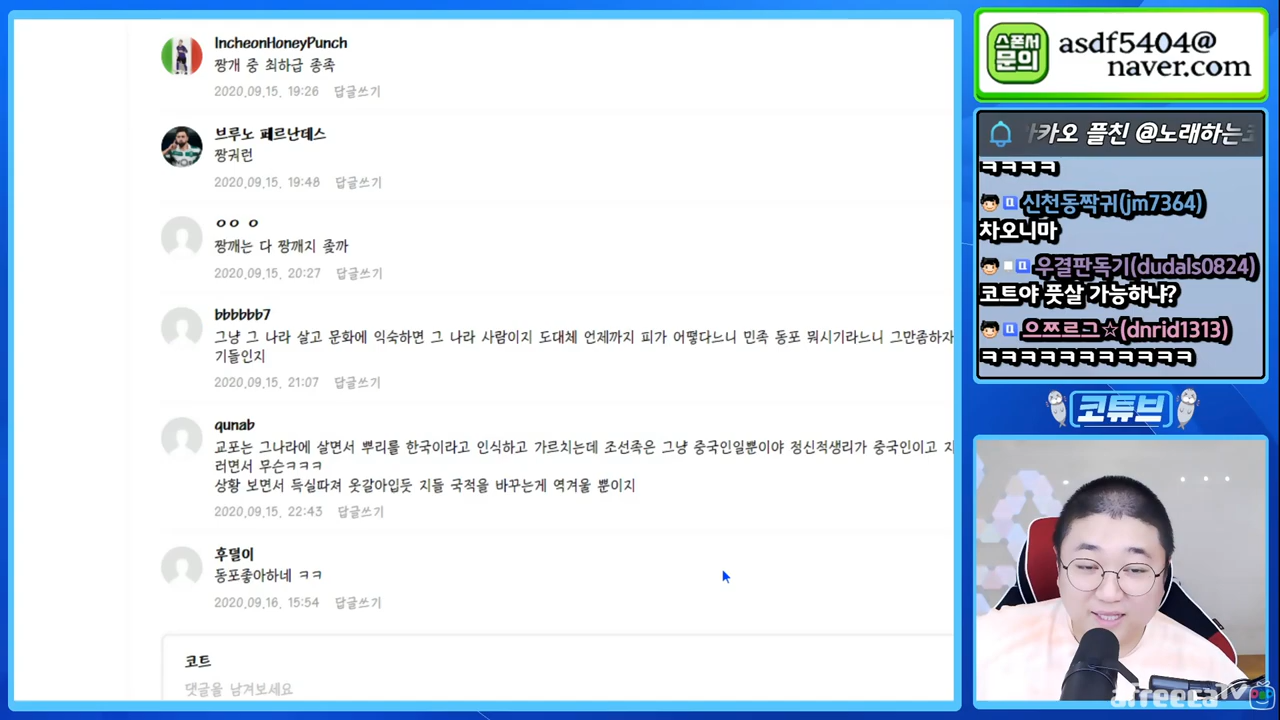 IncheonHoneyPunch
짱개 중 최하급 종족
2020.09.15. 19:26 답글쓰기
브루노 페르난데스
짱궈런
2020.09.15. 19:48 답글쓰기
ㅇㅇ ㅇ
짱깨는 다 짱깨지 좆까
2020.09.15. 20:27 답글쓰기
bbbbbb7
그냥 그 나라 살고 문화에 익숙하면 그 나라 사람이지 도대체 언제까지 피가 어떻다느니 민족 동포 뭐시기라느니 그만좀하자
기들인지
2020.09.15. 21:07 답글쓰기
qunab
교포는 그나라에 살면서 뿌리를 한국이라고 인식하고 가르치는데 조선족은 그냥 중국인일뿐이야 정신적생리가 중국인이고 지
러면서 무슨ㅋㅋㅋ
상황 보면서 득실따져 옷갈아입듯 지들 국적을 바꾸는게 역겨울 뿐이지
2020.09.15. 22:43 답글쓰기
후덜이
동포좋아하네 ㅋㅋ
2020.09.16. 15:54 답글쓰기
코트
댓글을 남겨보세요
스폰서
문의
asdf5404@
naver.com
카카오 플친 @노래하는코
ㅋㅋㅋㅋ
신천동짝귀(jm7364)
차오니마
우결판독기(dudals0824)
코트야 풋살 가능하냐?
으쯔르그☆(dnrid1313)
ㅋㅋㅋㅋㅋㅋㅋㅋㅋㅋㅋ
코튜브
afreecaTV